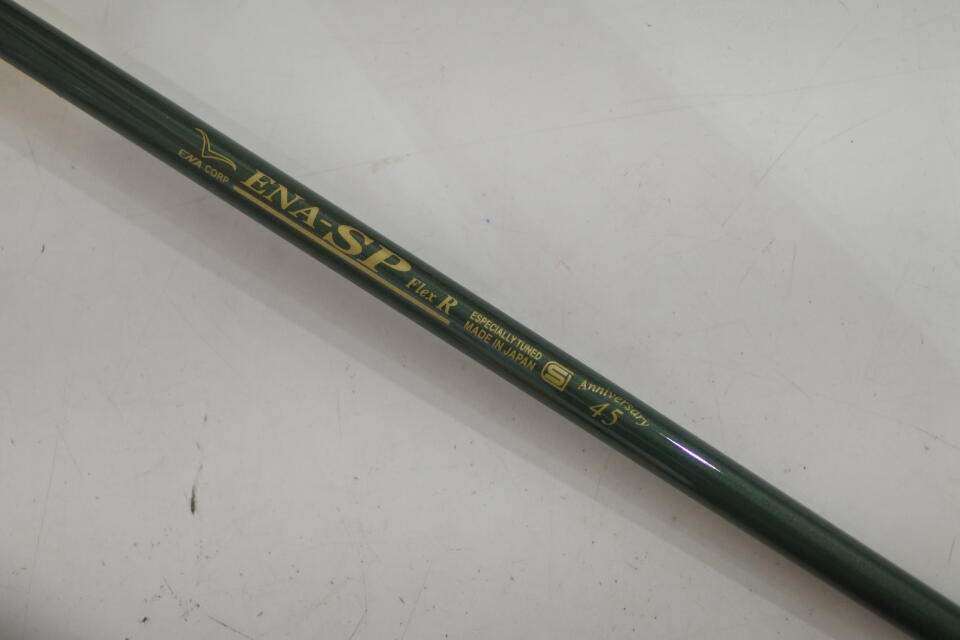 ENA CORP
ENA-SP Flex R
ESPECIALLY TUNED
MADE IN JAPAN
S
Anniversary
45